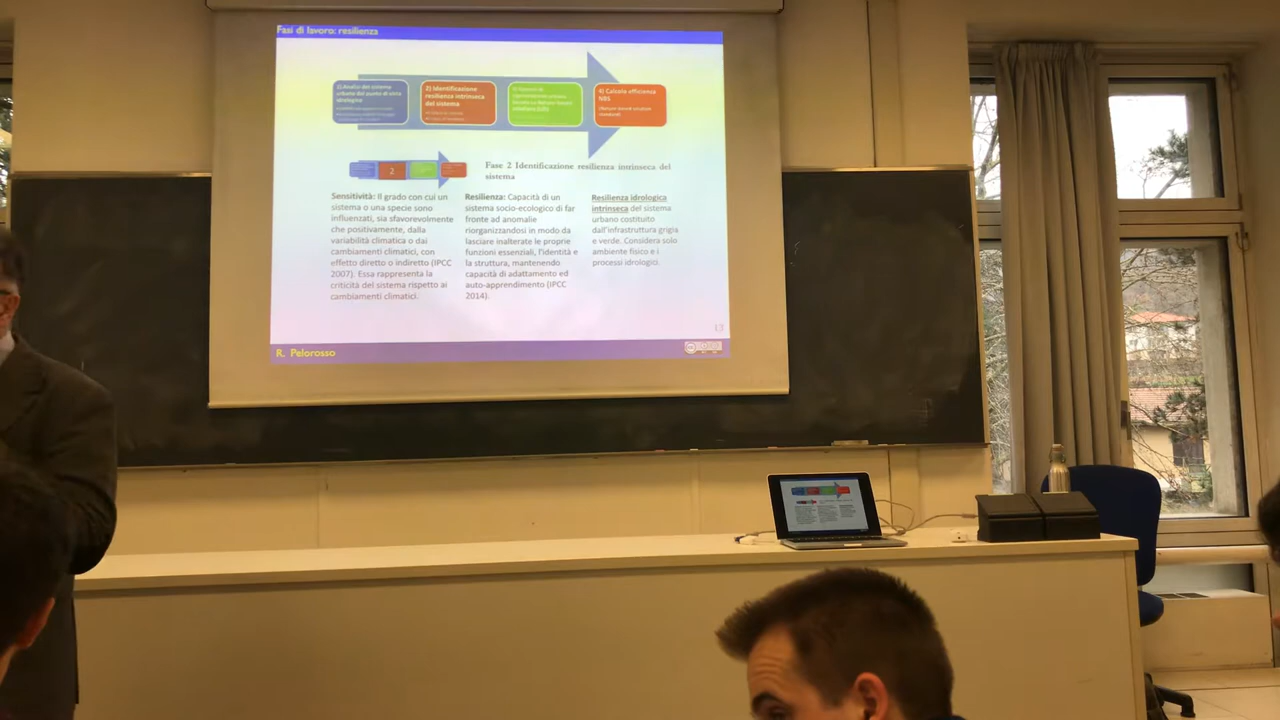 Fasi di lavoro: resilienza
1) Analisi del sistema
urbano dal punto di vista
idrologico
2) Identificazione
resilienza intrinseca
del sistema
4) Calcolo efficienza
NBS
2
Fase 2 Identificazione resilienza intrinseca del
sistema
Sensitività: Il grado con cui un
sistema o una specie sono
influenzati, sia sfavorevolmente
che positivamente, dalla
variabilità climatica o dai
cambiamenti climatici, con
effetto diretto o indiretto (IPCC
2007). Essa rappresenta la
criticità del sistema rispetto ai
cambiamenti climatici.
Resilienza: Capacità di un
sistema socio-ecologico di far
fronte ad anomalie
riorganizzandosi in modo da
lasciare inalterate le proprie
funzioni essenziali, l'identità e
la struttura, mantenendo
capacità di adattamento ed
auto-apprendimento (IPCC
2014).
Resilienza idrologica
intrinseca del sistema
urbano costituito
dall'infrastruttura grigia
e verde. Considera solo
ambiente fisico e i
processi idrologici.
13
R. Pelorosso